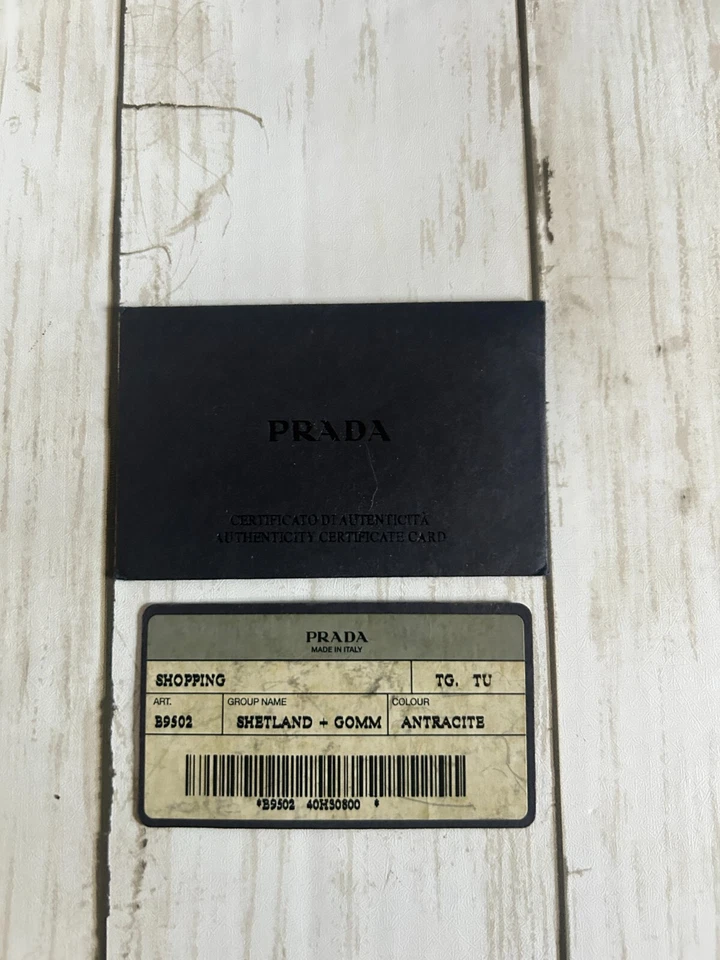 PRADA
CERTIFICATO DI AUTENTICITÀ
AUTHENTICITY CERTIFICATE CARD
PRADA
MADE IN ITALY
SHOPPING TG. TU
ART. GROUP NAME COLOUR
B9502 SHETLAND + GOMM ANTRACITE
*B9502 40HS0800 *